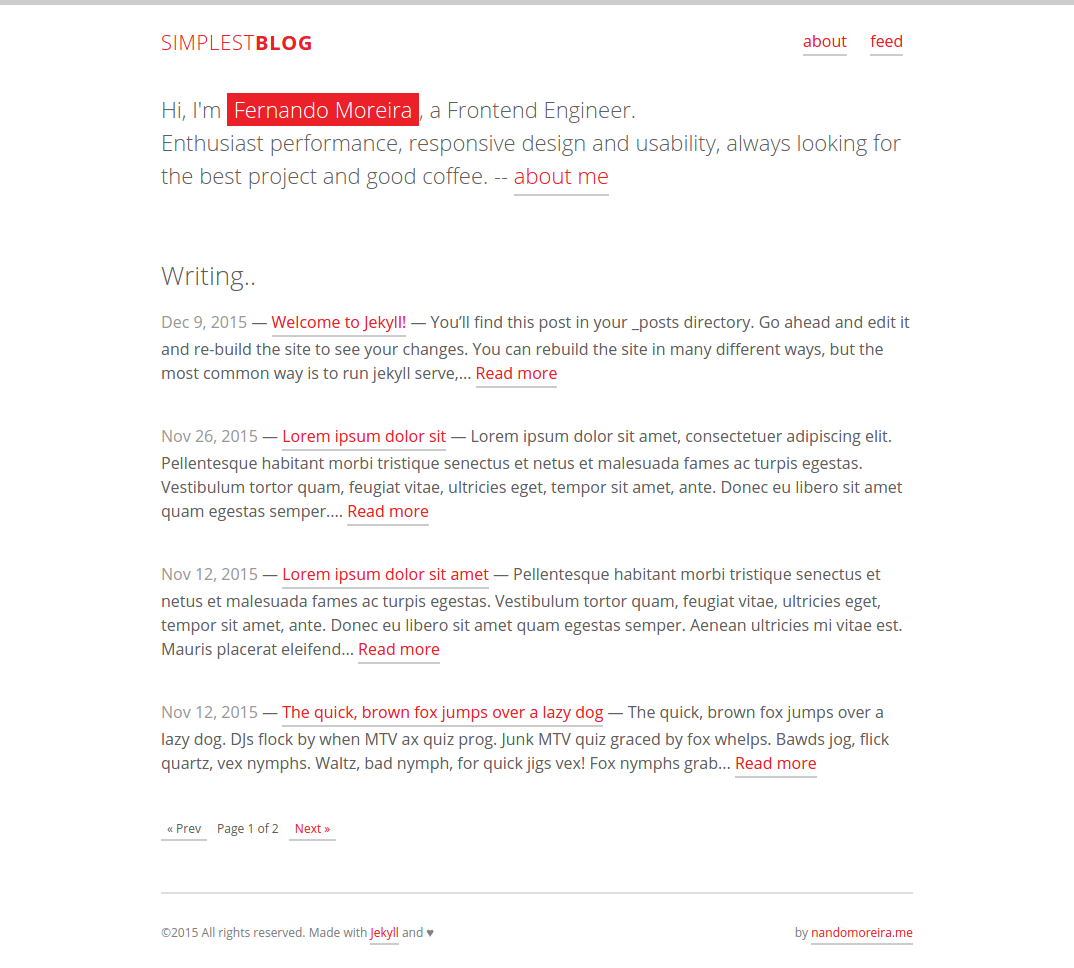 SIMPLESTBLOG
about feed
Hi, I'm Fernando Moreira , a Frontend Engineer.
Enthusiast performance, responsive design and usability, always looking for
the best project and good coffee. -- about me
Writing..
Dec 9, 2015 — Welcome to Jekyll! — You’ll find this post in your _posts directory. Go ahead and edit it
and re-build the site to see your changes. You can rebuild the site in many different ways, but the
most common way is to run jekyll serve,... Read more
Nov 26, 2015 — Lorem ipsum dolor sit — Lorem ipsum dolor sit amet, consectetuer adipiscing elit.
Pellentesque habitant morbi tristique senectus et netus et malesuada fames ac turpis egestas.
Vestibulum tortor quam, feugiat vitae, ultricies eget, tempor sit amet, ante. Donec eu libero sit amet
quam egestas semper.... Read more
Nov 12, 2015 — Lorem ipsum dolor sit amet — Pellentesque habitant morbi tristique senectus et
netus et malesuada fames ac turpis egestas. Vestibulum tortor quam, feugiat vitae, ultricies eget,
tempor sit amet, ante. Donec eu libero sit amet quam egestas semper. Aenean ultricies mi vitae est.
Mauris placerat eleifend... Read more
Nov 12, 2015 — The quick, brown fox jumps over a lazy dog — The quick, brown fox jumps over a
lazy dog. DJs flock by when MTV ax quiz prog. Junk MTV quiz graced by fox whelps. Bawds jog, flick
quartz, vex nymphs. Waltz, bad nymph, for quick jigs vex! Fox nymphs grab... Read more
« Prev Page 1 of 2 Next »
©2015 All rights reserved. Made with Jekyll and ♥
by nandomoreira.me